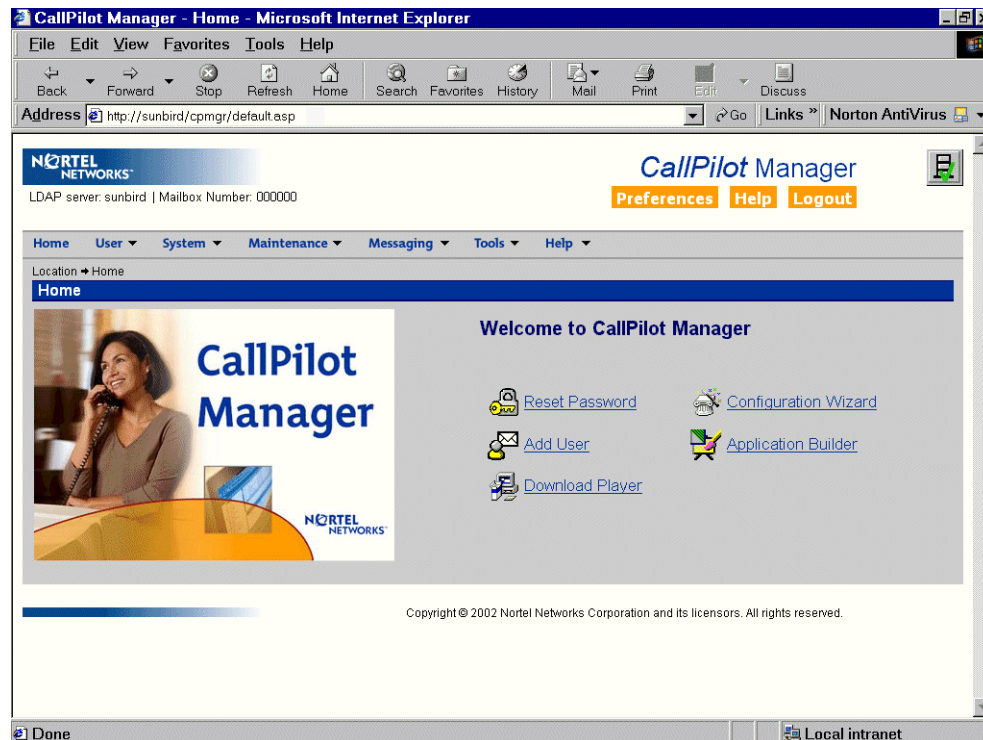 CallPilot Manager - Home - Microsoft Internet Explorer
File Edit View Favorites Tools Help
Back Forward Stop Refresh Home Search Favorites History Mail Print Edit Discuss
Address http://sunbird/cpmgr/default.asp Go Links » Norton AntiVirus
NORTEL
NETWORKS
CallPilot Manager
LDAP server: sunbird | Mailbox Number: 000000
Preferences Help Logout
Home User System Maintenance Messaging Tools Help
Location Home
Home
CallPilot
Manager
NORTEL
NETWORKS
Welcome to CallPilot Manager
Reset Password Configuration Wizard
Add User Application Builder
Download Player
Copyright © 2002 Nortel Networks Corporation and its licensors. All rights reserved.
Done Local intranet